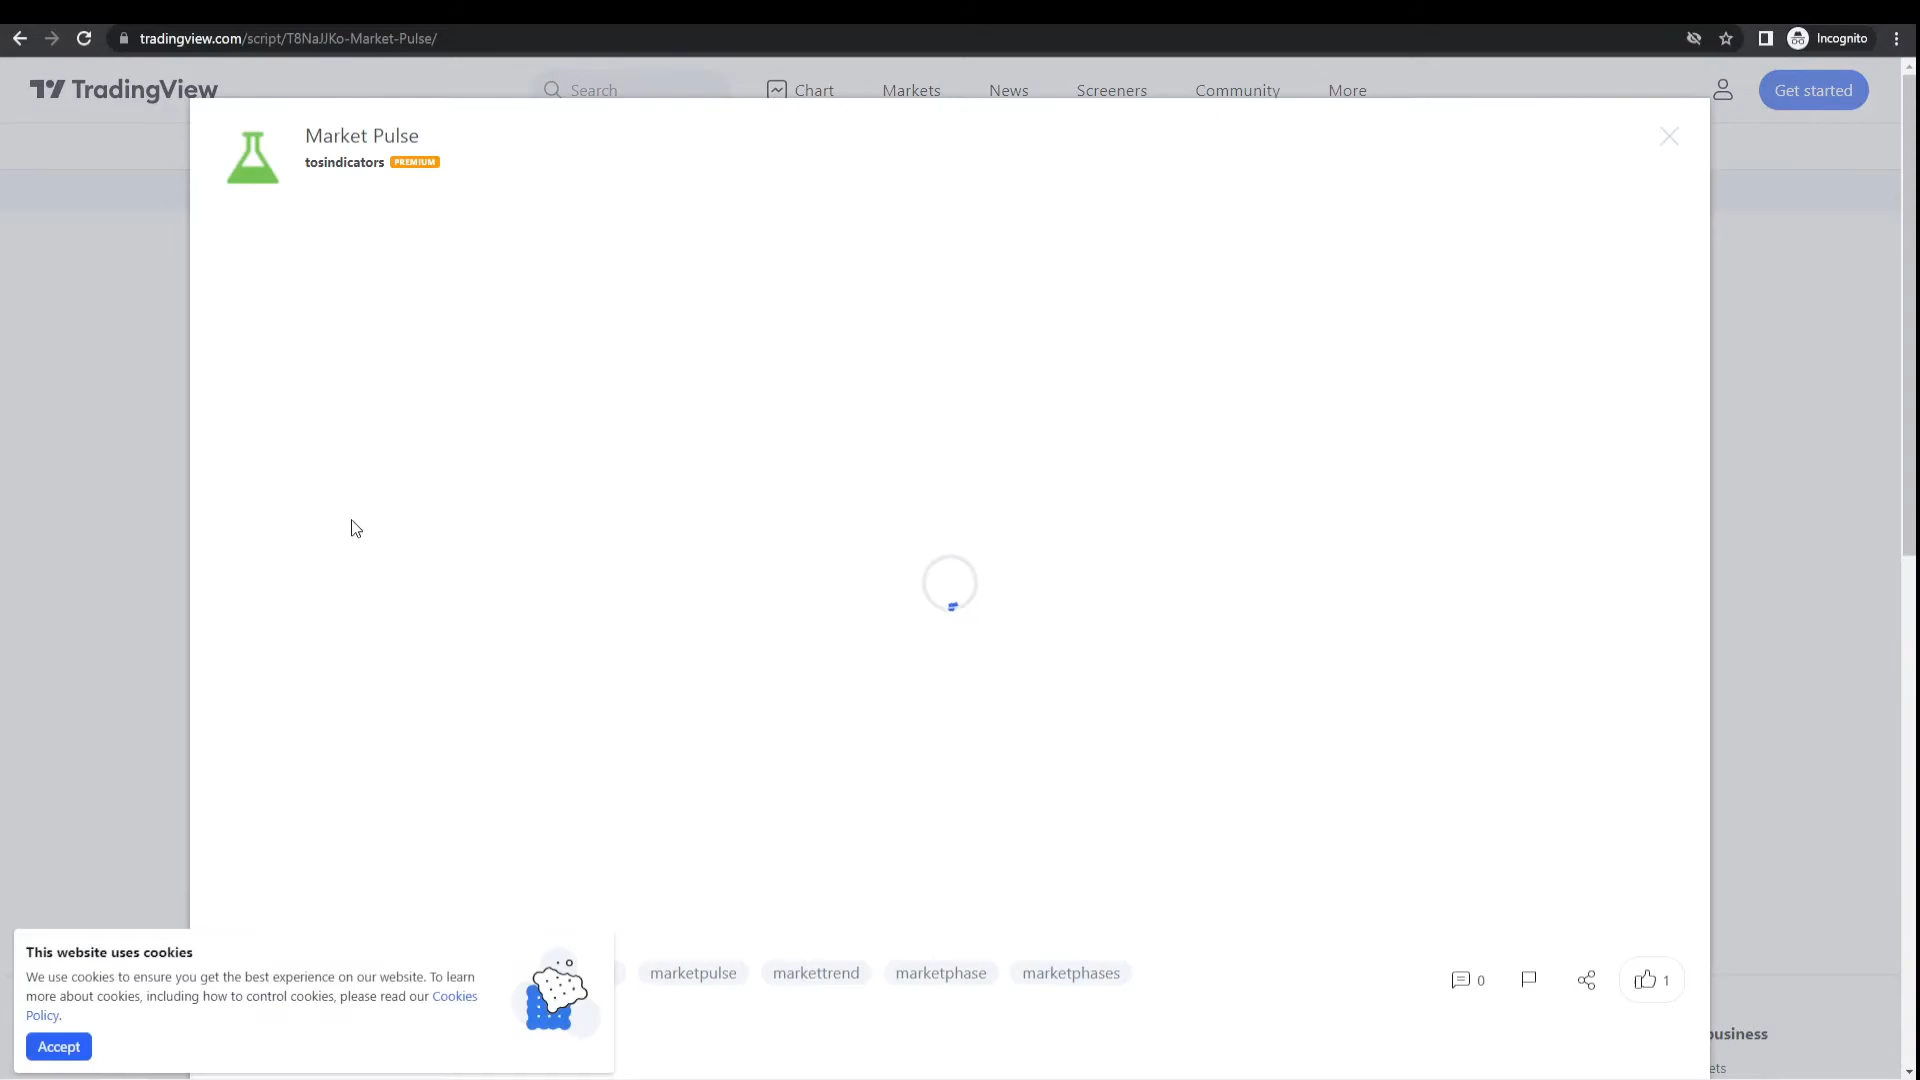 tradingview.com/script/T8NaJJKo-Market-Pulse/
Incognito
TradingView
Search
Chart
Markets
News
Screeners
Community
More
Get started
Market Pulse
tosindicators PREMIUM
This website uses cookies
We use cookies to ensure you get the best experience on our website. To learn
more about cookies, including how to control cookies, please read our Cookies
Policy.
Accept
marketpulse
markettrend
marketphase
marketphases
0
1
business
ets